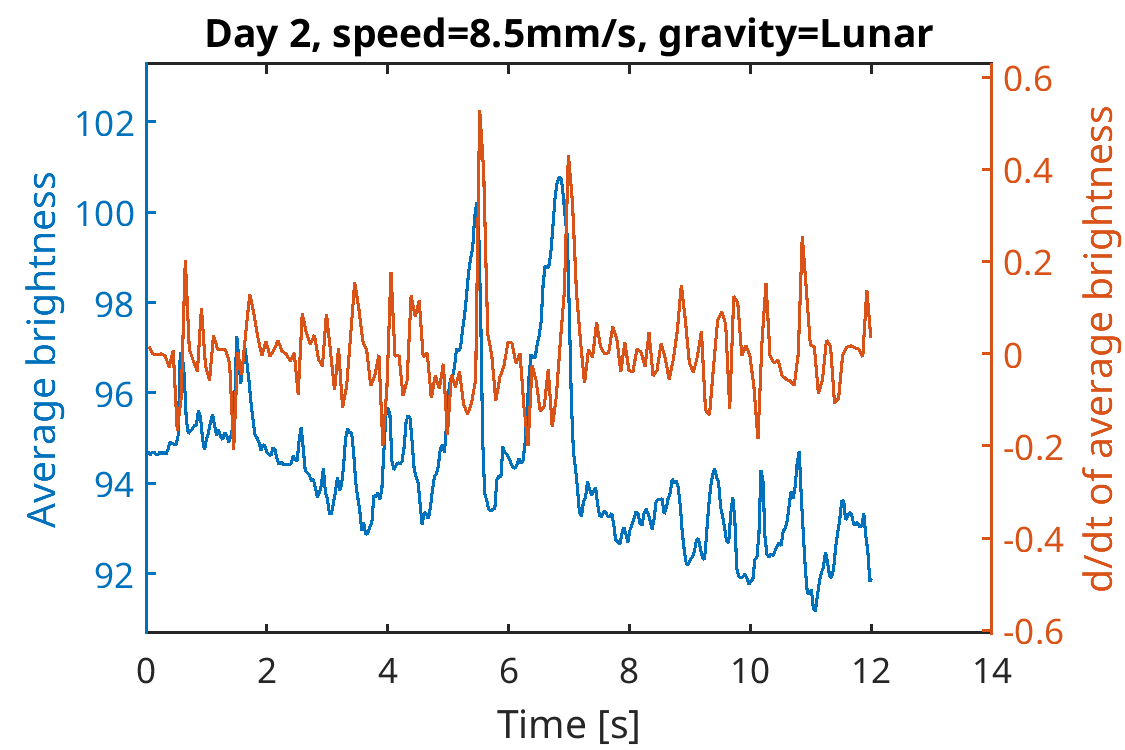 Day 2, speed=8.5mm/s, gravity=Lunar
Average brightness
102
100
98
96
94
92
0.6
0.4
0.2
0
-0.2
-0.4
-0.6
d/dt of average brightness
0 2 4 6 8 10 12 14
Time [s]